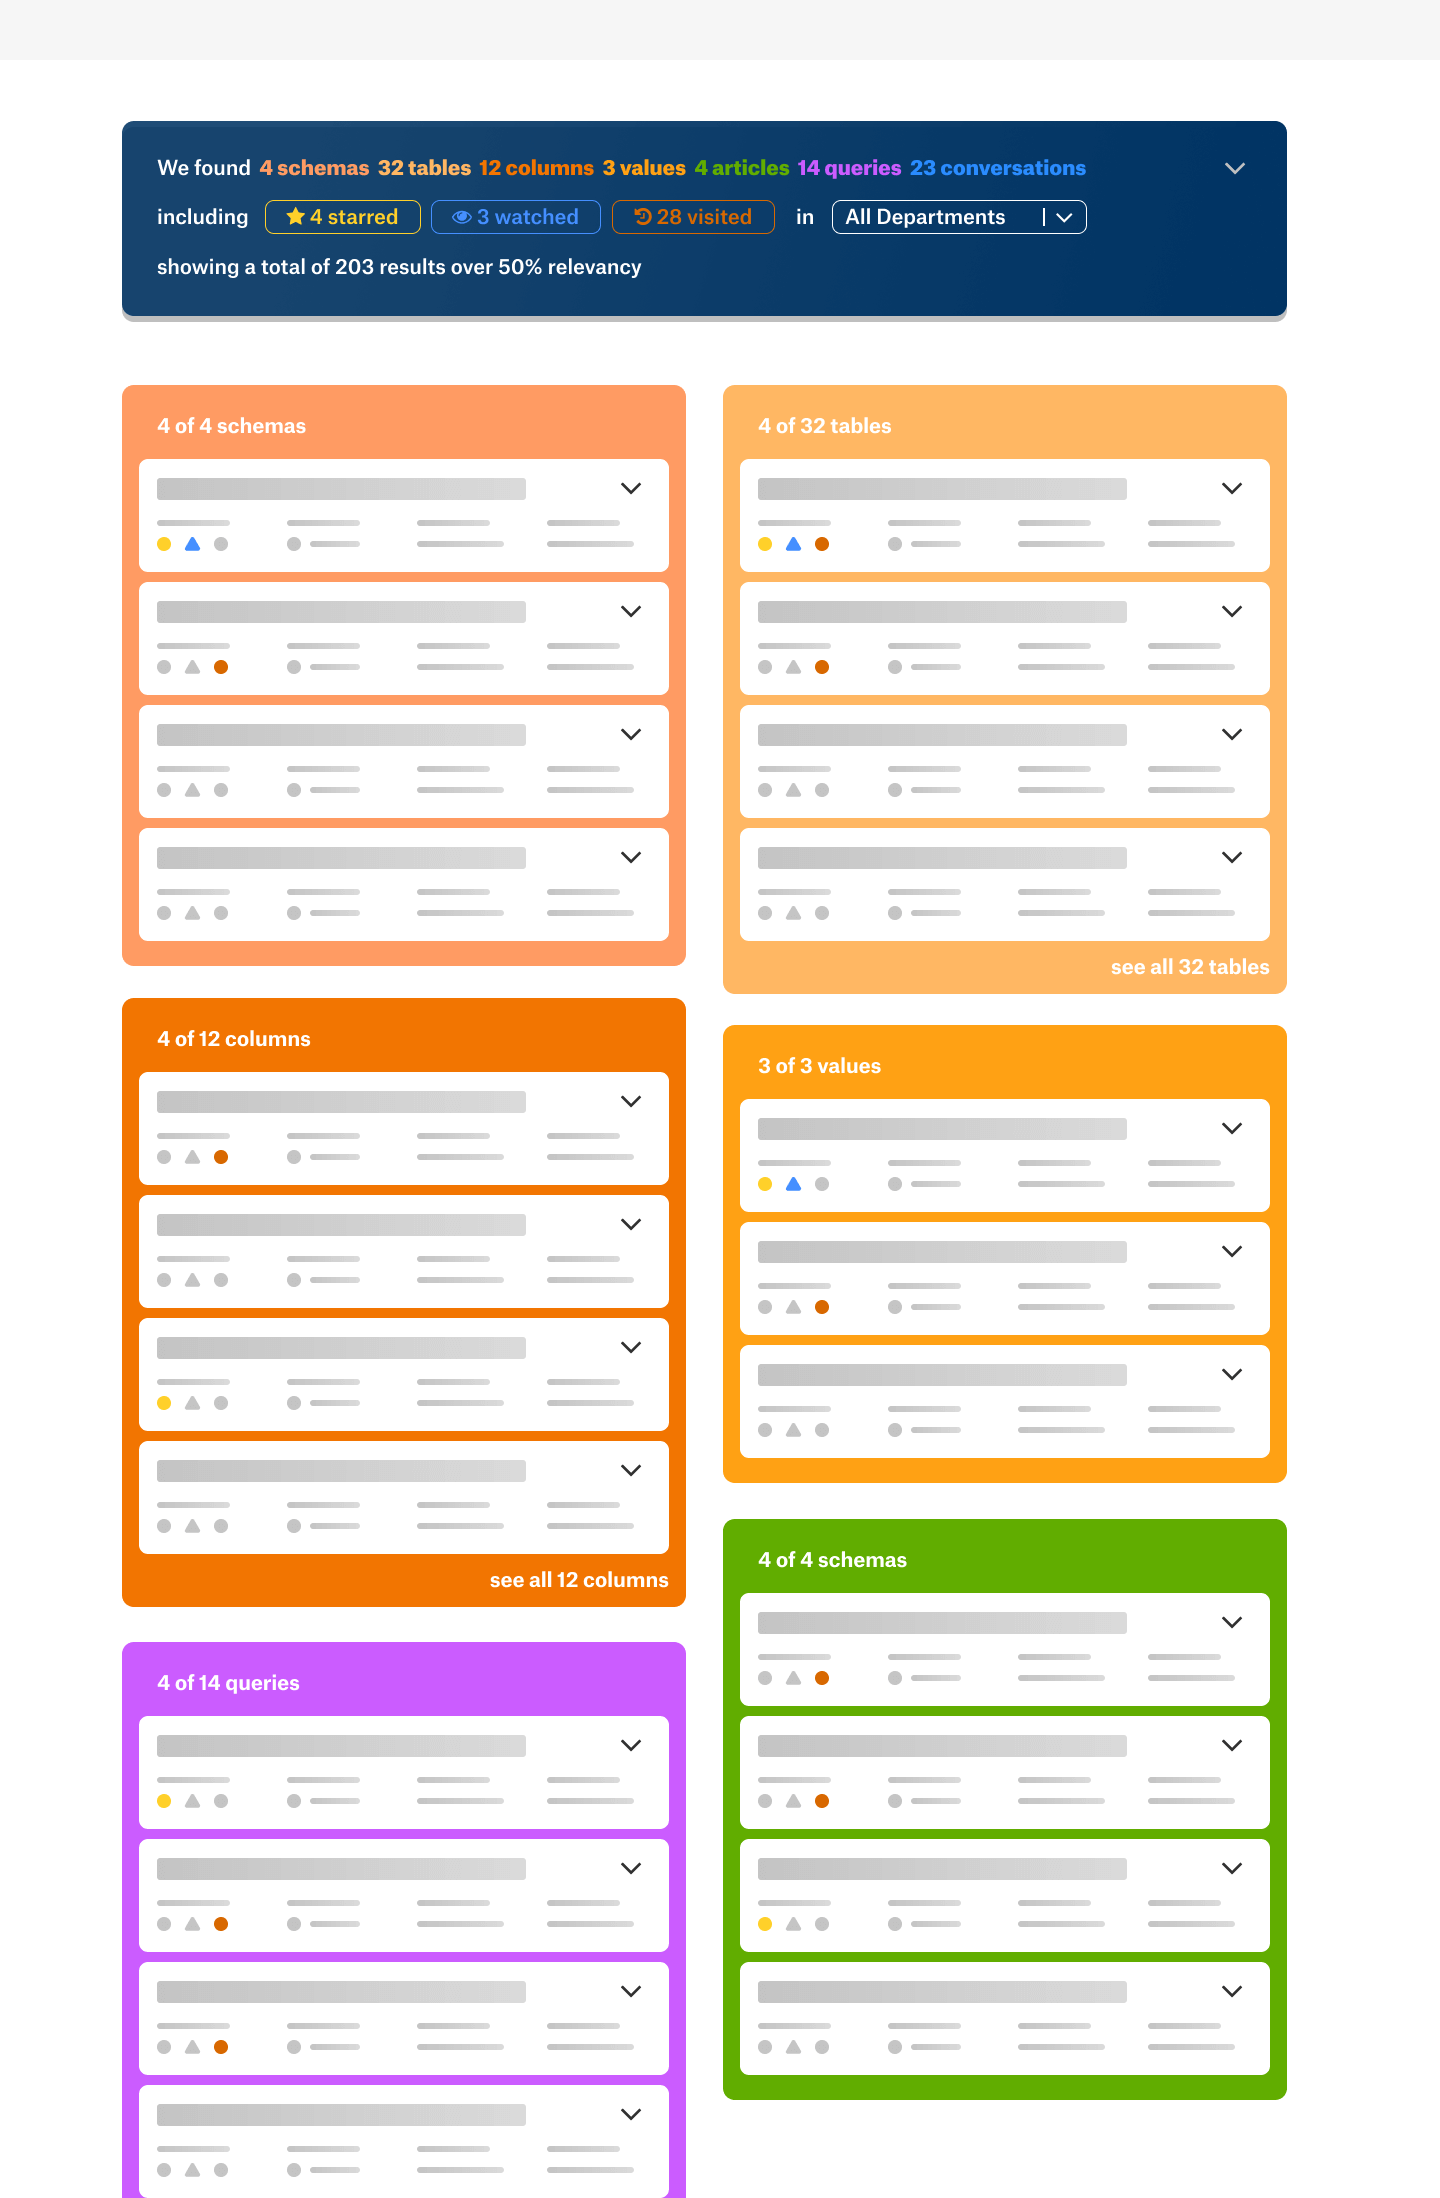 We found 4 schemas 32 tables 12 columns 3 values 4 articles 14 queries 23 conversations
including 4 starred 3 watched 28 visited in All Departments
showing a total of 203 results over 50% relevancy
4 of 4 schemas
4 of 32 tables
see all 32 tables
4 of 12 columns
see all 12 columns
3 of 3 values
4 of 4 schemas
4 of 14 queries